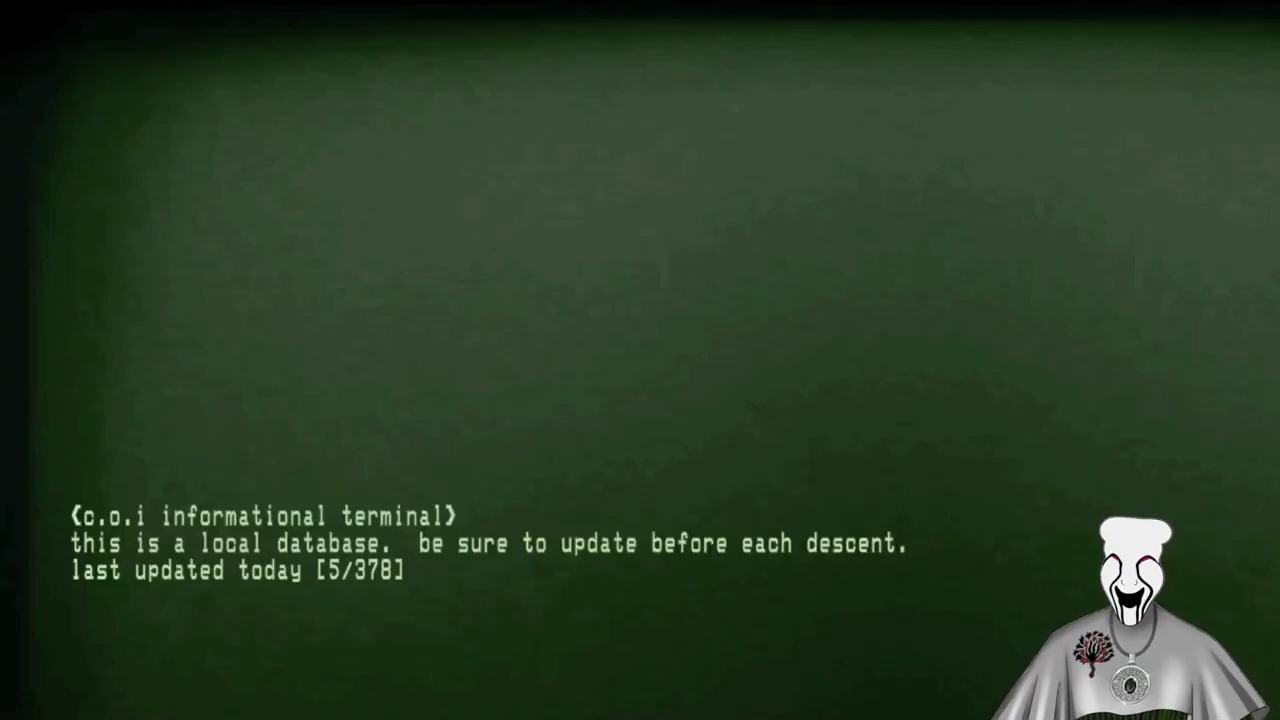 {c.o.i informational terminal}
this is a local database.  be sure to update before each descent.
last updated today [5/378]